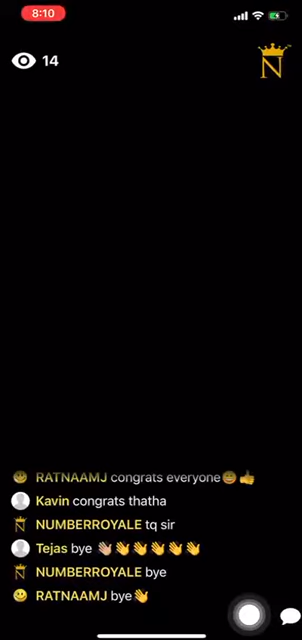 8:10
14
N
RATNAAMJ congrats everyone😀👍
Kavin congrats thatha
NUMBERROYALE tq sir
Tejas bye 👋🏼👋👋👋👋👋
NUMBERROYALE bye
RATNAAMJ bye👋